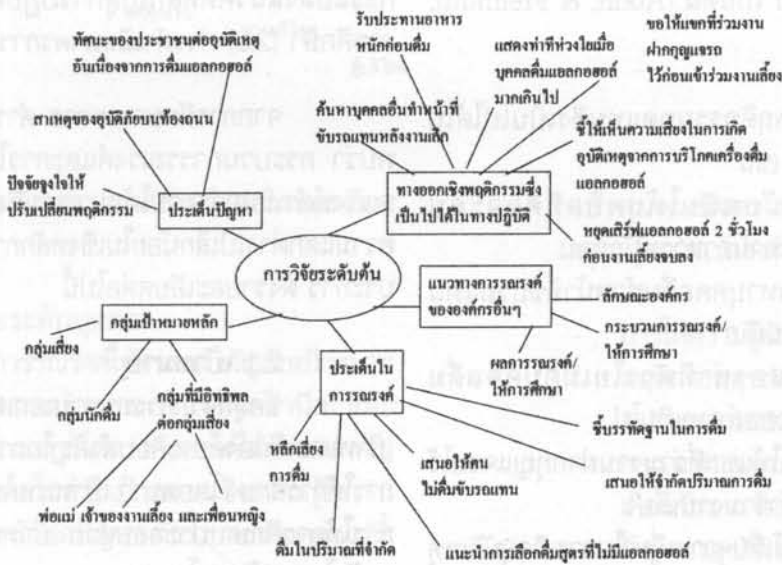 ทัศนะของประชาชนต่ออุบัติเหตุ
อันเนื่องจากการดื่มแอลกอฮอล์
สาเหตุของอุบัติภัยบนท้องถนน
ปัจจัยจูงใจให้
ปรับเปลี่ยนพฤติกรรม
ประเด็นปัญหา
รับประทานอาหาร
หนักก่อนดื่ม
แสดงท่าทีห่วงใยเมื่อ
บุคคลดื่มแอลกอฮอล์
มากเกินไป
ขอให้แขกที่ร่วมงาน
ฝากกุญแจรถ
ไว้ก่อนเข้าร่วมงานเลี้ยง
ค้นหาบุคคลอื่นทำหน้าที่
ขับรถแทนหลังงานเลิก
ชี้ให้เห็นความเสี่ยงในการเกิด
อุบัติเหตุจากการบริโภคเครื่องดื่ม
แอลกอฮอล์
ทางออกเชิงพฤติกรรมซึ่ง
เป็นไปได้ในทางปฏิบัติ
หยุดเสิร์ฟแอลกอฮอล์ 2 ชั่วโมง
ก่อนงานเลี้ยงจบลง
การวิจัยระดับต้น
แนวทางการรณรงค์
ขององค์กรอื่นๆ
ลักษณะองค์กร
กระบวนการรณรงค์/
ให้การศึกษา
ผลการรณรงค์/
ให้การศึกษา
กลุ่มเป้าหมายหลัก
กลุ่มเสี่ยง
กลุ่มนักดื่ม
กลุ่มที่มีอิทธิพล
ต่อกลุ่มเสี่ยง
พ่อแม่ เจ้าของงานเลี้ยง และเพื่อนหญิง
ประเด็นใน
การรณรงค์
หลีกเลี่ยง
การดื่ม
ดื่มในปริมาณที่จำกัด
เสนอให้คน
ไม่ดื่มขับรถแทน
แนะนำการเลือกดื่มสูตรที่ไม่มีแอลกอฮอล์
ชี้บรรทัดฐานในการดื่ม
เสนอให้จำกัดปริมาณการดื่ม